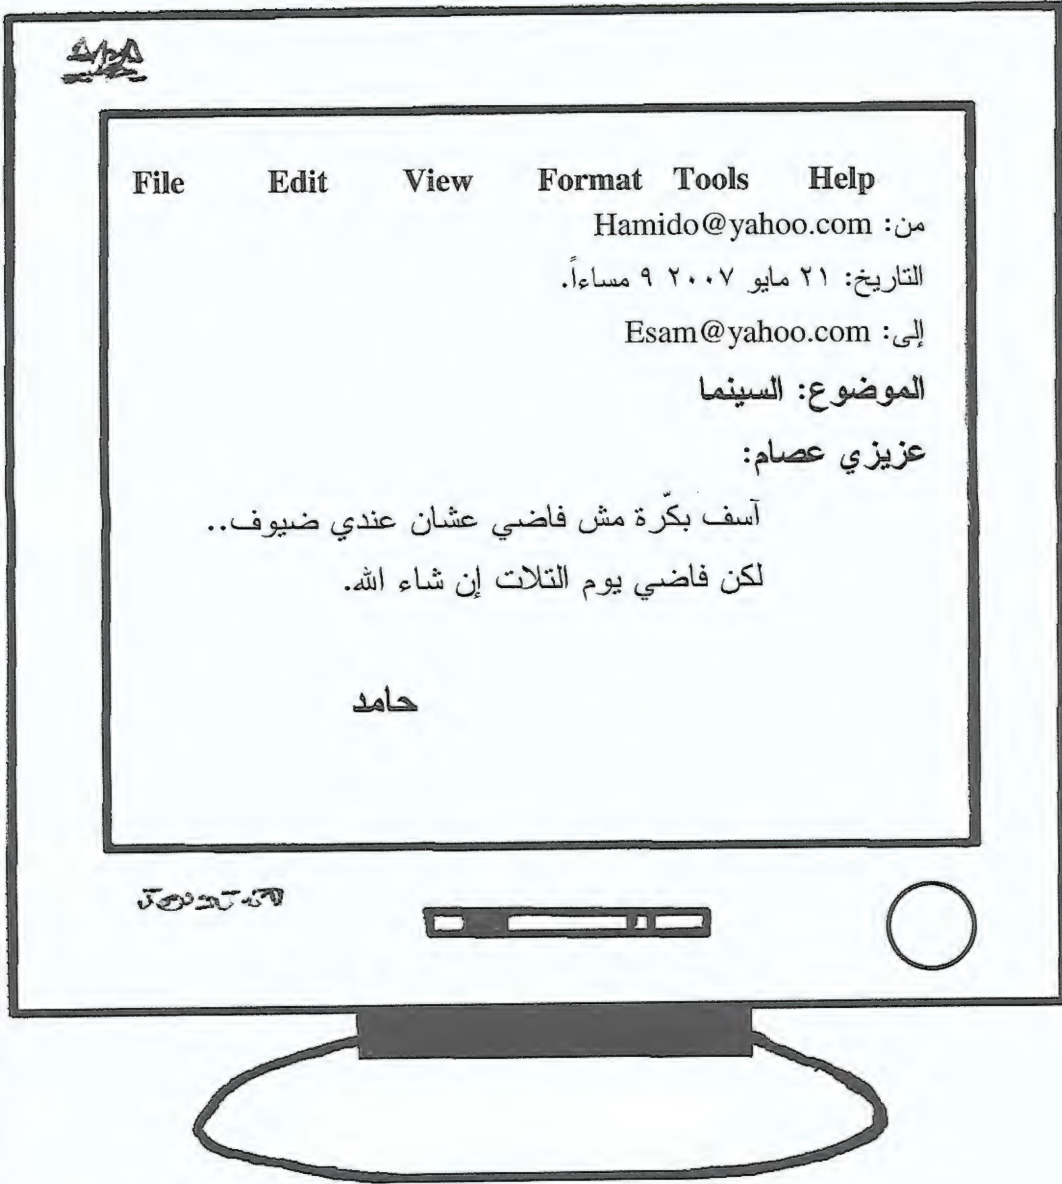 File Edit View Format Tools Help
من: Hamido@yahoo.com
التاريخ: ٢١ مايو ٢٠٠٧ ٩ مساءاً.
إلى: Esam@yahoo.com
الموضوع: السينما
عزيزي عصام:
آسف بكّرة مش فاضي عشان عندي ضيوف..
لكن فاضي يوم التلات إن شاء الله.
حامد